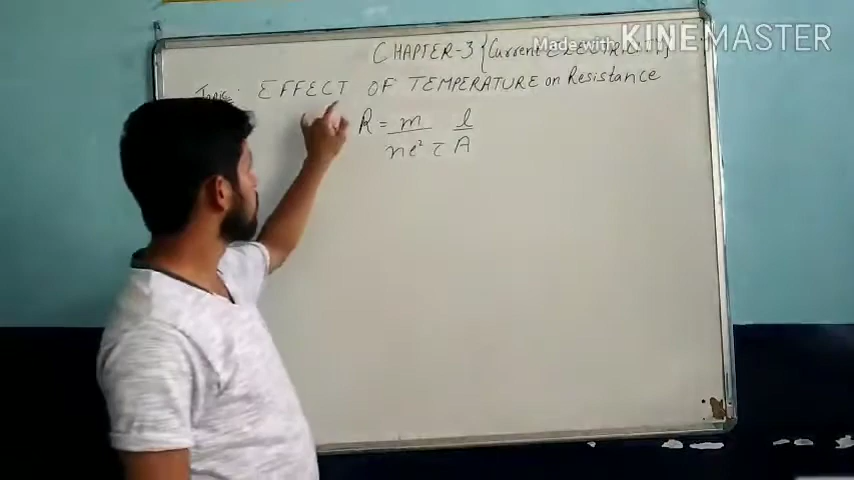 CHAPTER-3 {Current ELECTRICITY}
Made with KINEMASTER
Topic: EFFECT OF TEMPERATURE on Resistance
R = m/ne²τ l/A